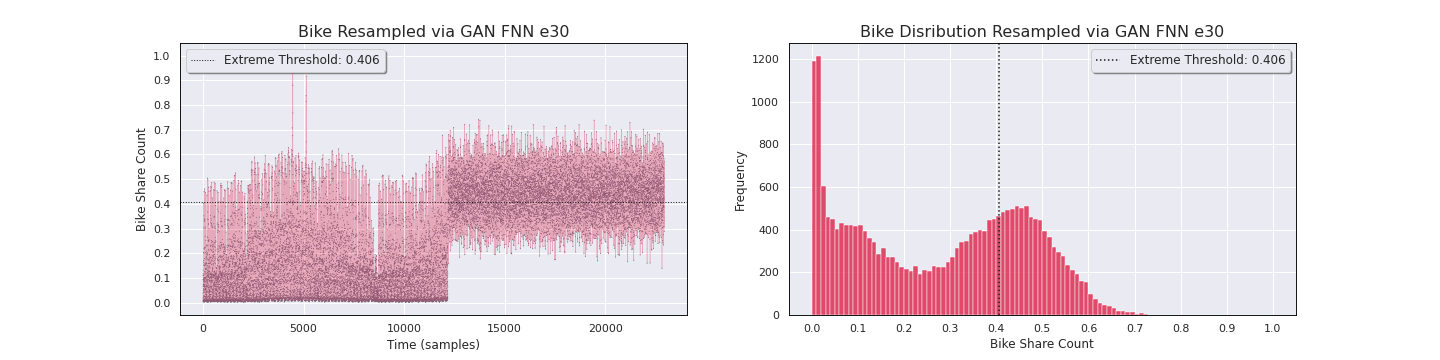 Bike Resampled via GAN FNN e30
Extreme Threshold: 0.406
1.0
0.9
0.8
0.7
0.6
0.5
0.4
0.3
0.2
0.1
0.0
Bike Share Count
0 5000 10000 15000 20000
Time (samples)
Bike Disribution Resampled via GAN FNN e30
Extreme Threshold: 0.406
1200
1000
800
600
400
200
0
Frequency
0.0 0.1 0.2 0.3 0.4 0.5 0.6 0.7 0.8 0.9 1.0
Bike Share Count